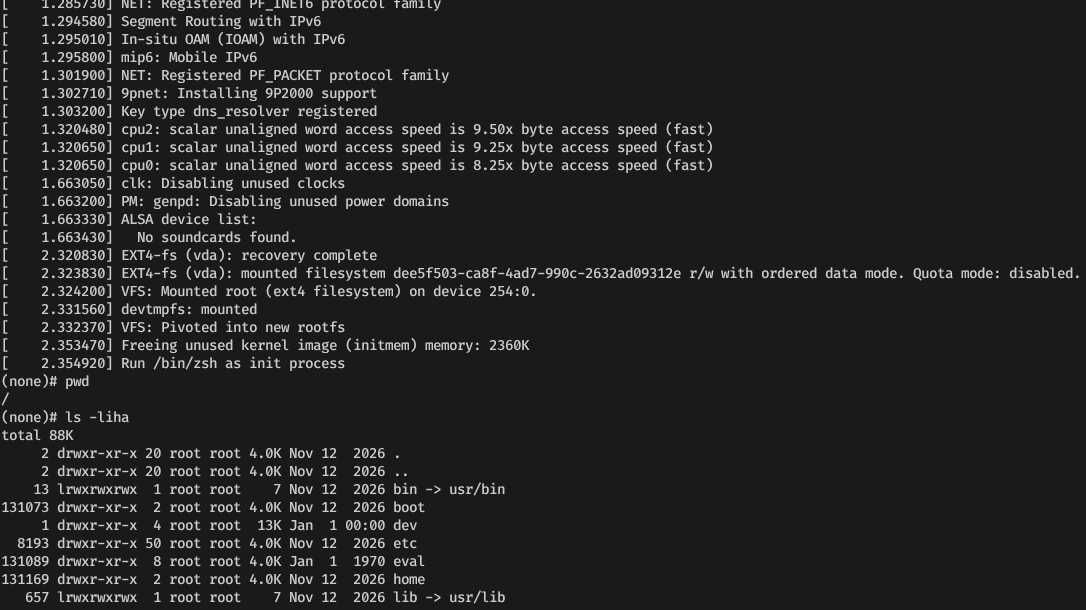 [    1.285730] NET: Registered PF_INET6 protocol family
[    1.294580] Segment Routing with IPv6
[    1.295010] In-situ OAM (IOAM) with IPv6
[    1.295800] mip6: Mobile IPv6
[    1.301900] NET: Registered PF_PACKET protocol family
[    1.302710] 9pnet: Installing 9P2000 support
[    1.303200] Key type dns_resolver registered
[    1.320480] cpu2: scalar unaligned word access speed is 9.50x byte access speed (fast)
[    1.320650] cpu1: scalar unaligned word access speed is 9.25x byte access speed (fast)
[    1.320650] cpu0: scalar unaligned word access speed is 8.25x byte access speed (fast)
[    1.663050] clk: Disabling unused clocks
[    1.663200] PM: genpd: Disabling unused power domains
[    1.663330] ALSA device list:
[    1.663430]   No soundcards found.
[    2.320830] EXT4-fs (vda): recovery complete
[    2.323830] EXT4-fs (vda): mounted filesystem dee5f503-ca8f-4ad7-990c-2632ad09312e r/w with ordered data mode. Quota mode: disabled.
[    2.324200] VFS: Mounted root (ext4 filesystem) on device 254:0.
[    2.331560] devtmpfs: mounted
[    2.332370] VFS: Pivoted into new rootfs
[    2.353470] Freeing unused kernel image (initmem) memory: 2360K
[    2.354920] Run /bin/zsh as init process
(none)# pwd
/
(none)# ls -liha
total 88K
     2 drwxr-xr-x 20 root root 4.0K Nov 12  2026 .
     2 drwxr-xr-x 20 root root 4.0K Nov 12  2026 ..
    13 lrwxrwxrwx  1 root root    7 Nov 12  2026 bin -> usr/bin
131073 drwxr-xr-x  2 root root 4.0K Nov 12  2026 boot
     1 drwxr-xr-x  4 root root  13K Jan  1 00:00 dev
  8193 drwxr-xr-x 50 root root 4.0K Nov 12  2026 etc
131089 drwxr-xr-x  8 root root 4.0K Jan  1  1970 eval
131169 drwxr-xr-x  2 root root 4.0K Nov 12  2026 home
   657 lrwxrwxrwx  1 root root    7 Nov 12  2026 lib -> usr/lib